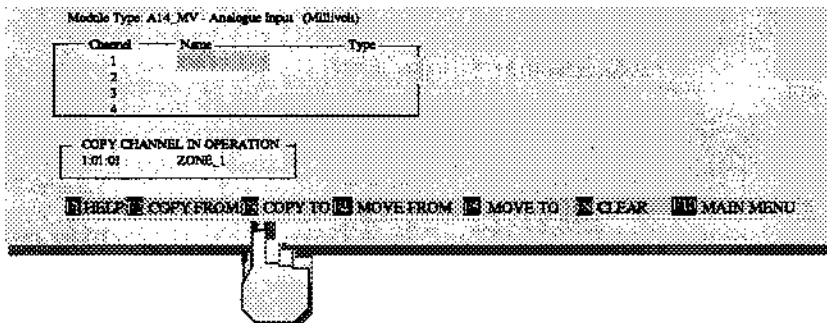 Module Type: A14_MV - Analogue Input (Millivolt)
Channel Name Type
1
2
3
4
COPY CHANNEL IN OPERATION
1:01:01 ZONE_1
HELP COPY FROM COPY TO MOVE FROM MOVE TO CLEAR F10 MAIN MENU